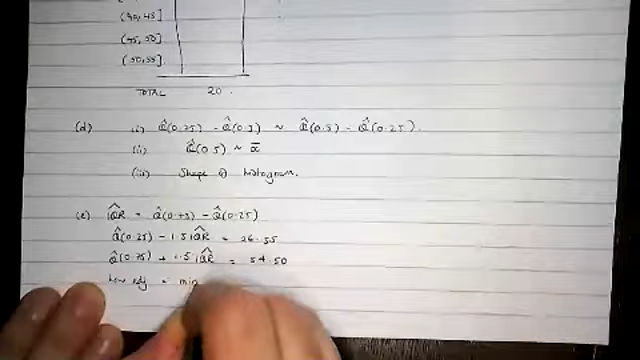 (40,45]
(45,50]
(50,55]
TOTAL 20.
(d) (i) Q̂(0.75) - Q̂(0.5) ~ Q̂(0.5) - Q̂(0.25).
(ii) Q̂(0.5) ~ x̄
(iii) Shape of histogram.
(e) IQR = Q̂(0.75) - Q̂(0.25)
Q̂(0.25) - 1.5 IQR = 26.55
Q̂(0.75) + 1.5 IQR = 54.50
low adj = min